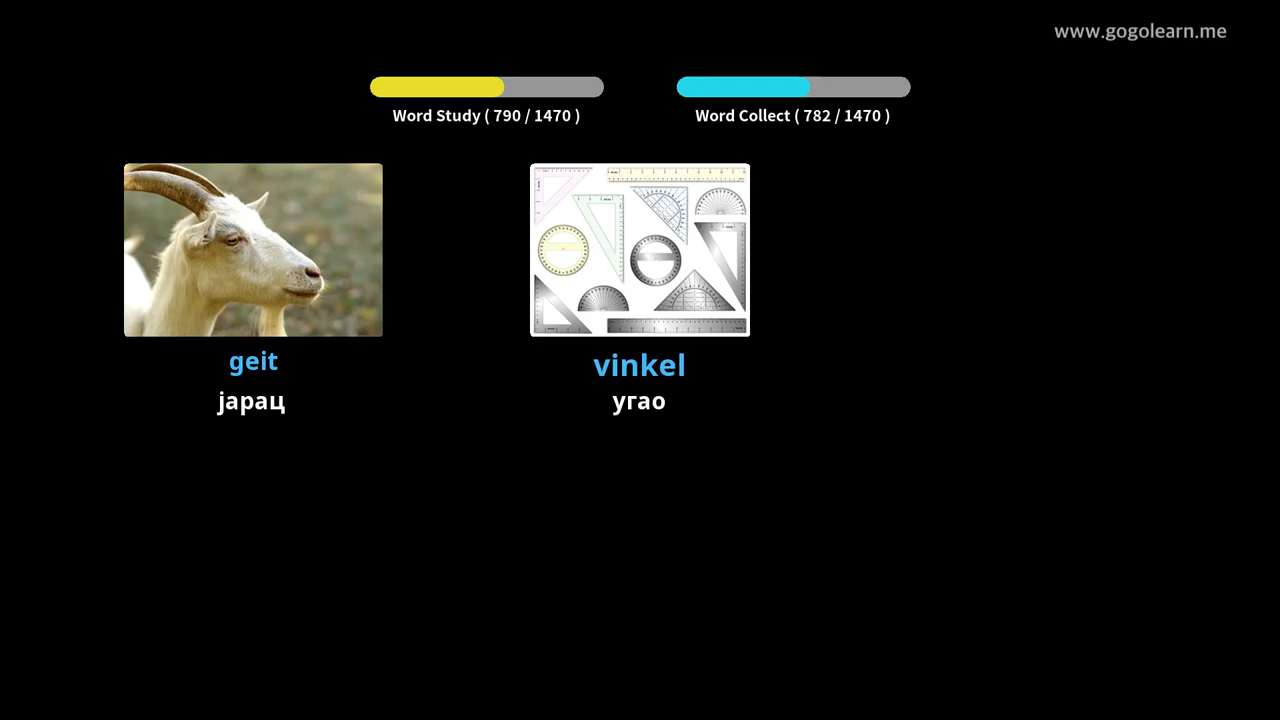 www.gogolearn.me
Word Study ( 790 / 1470 )
Word Collect ( 782 / 1470 )
geit
јарац
vinkel
угао